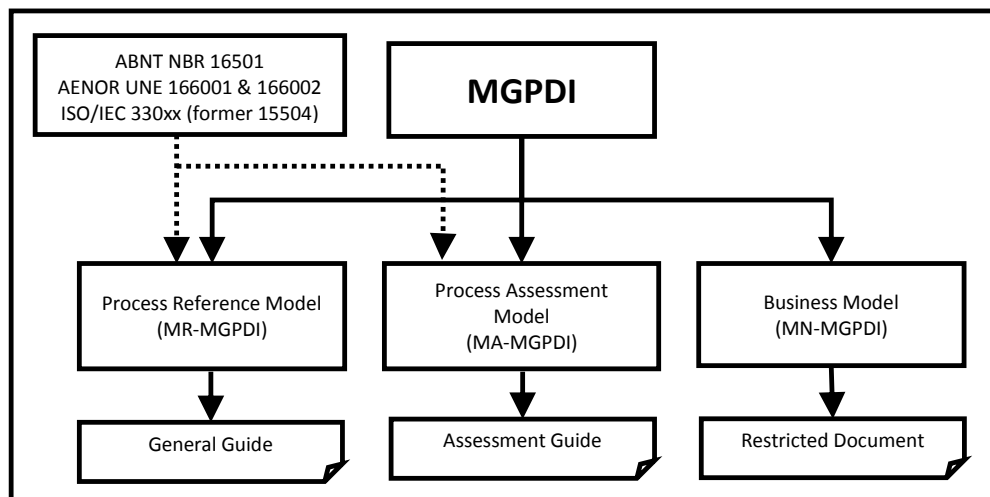 ABNT NBR 16501
AENOR UNE 166001 & 166002
ISO/IEC 330xx (former 15504)
MGPDI
Process Reference Model
(MR-MGPDI)
Process Assessment
Model
(MA-MGPDI)
Business Model
(MN-MGPDI)
General Guide
Assessment Guide
Restricted Document